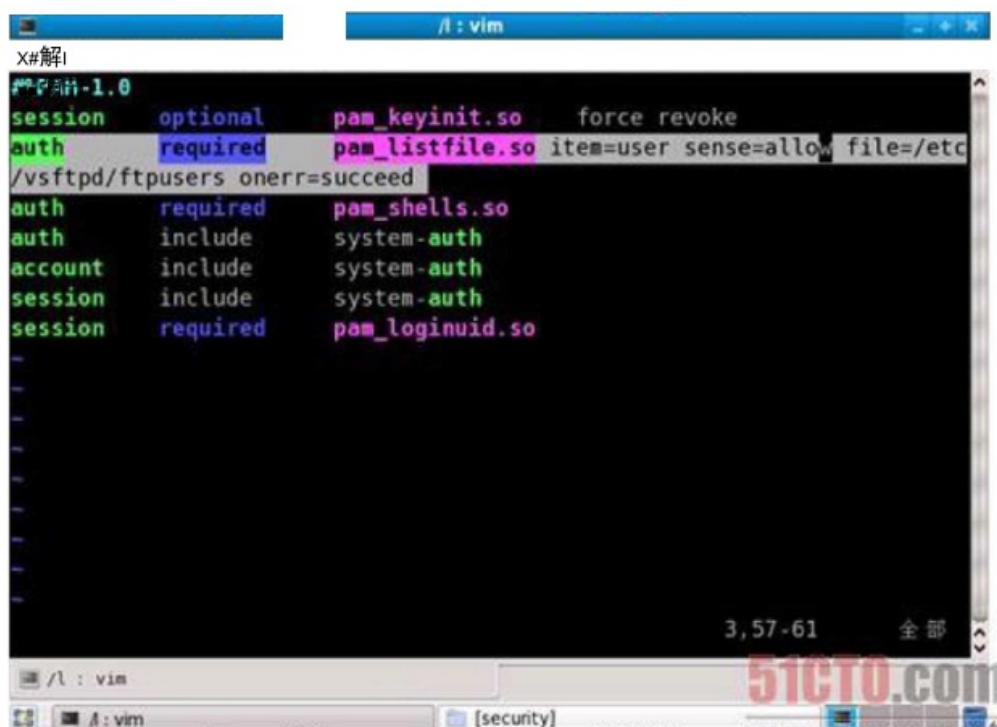 /l : vim
X#解I
#%PAM-1.0
session optional pam_keyinit.so force revoke
auth required pam_listfile.so item=user sense=allow file=/etc
/vsftpd/ftpusers onerr=succeed
auth required pam_shells.so
auth include system-auth
account include system-auth
session include system-auth
session required pam_loginuid.so
~
~
~
~
~
~
~
~
~
3,57-61 全部
/l : vim
51CTO.com
/l : vim [security]